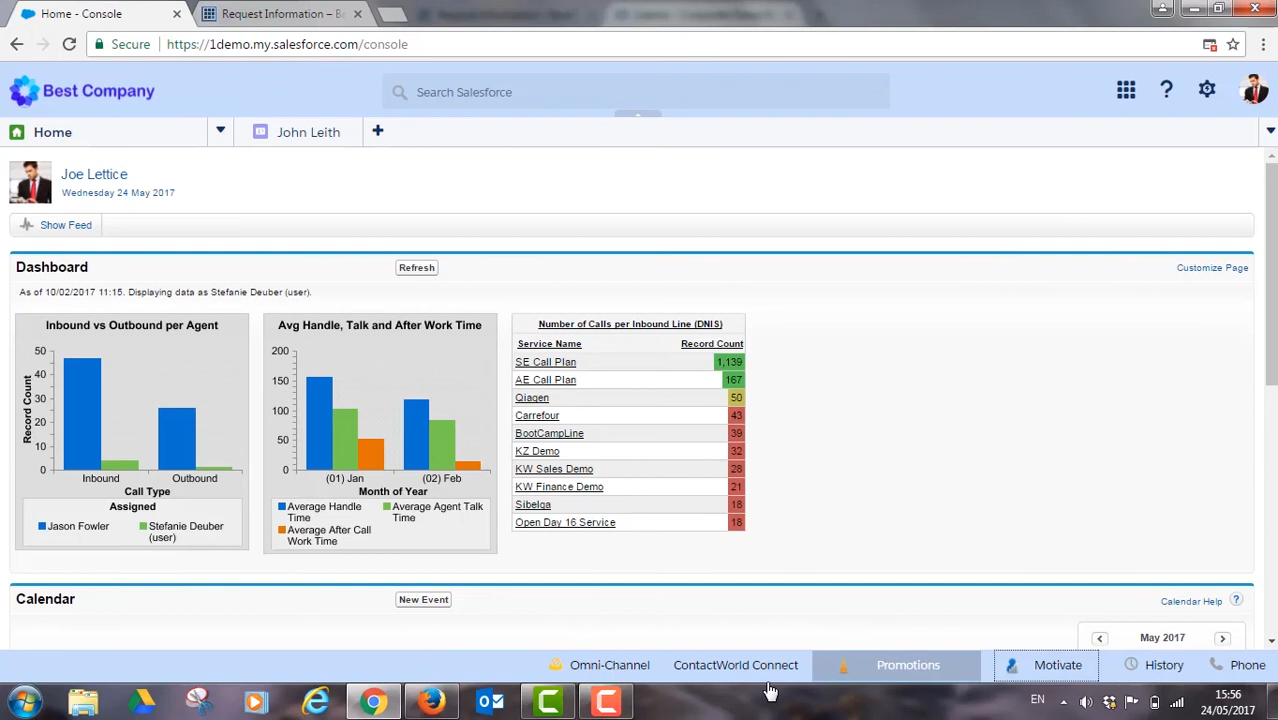 Home - Console
Request Information – B
Secure
https://1demo.my.salesforce.com/console
Best Company
Search Salesforce
?
Home
John Leith
Joe Lettice
Wednesday 24 May 2017
Show Feed
Dashboard
Refresh
Customize Page
As of 10/02/2017 11:15. Displaying data as Stefanie Deuber (user).
Inbound vs Outbound per Agent
Record Count
50
40
30
20
10
0
Inbound
Outbound
Call Type
Assigned
Jason Fowler
Stefanie Deuber
(user)
Avg Handle, Talk and After Work Time
200
150
100
50
0
(01) Jan
(02) Feb
Month of Year
Average Handle
Time
Average Agent Talk
Time
Average After Call
Work Time
Number of Calls per Inbound Line (DNIS)
Service Name Record Count
SE Call Plan 1,139
AE Call Plan 167
Qiagen 50
Carrefour 43
BootCampLine 39
KZ Demo 32
KW Sales Demo 28
KW Finance Demo 21
Sibelga 18
Open Day 16 Service 18
Calendar
New Event
Calendar Help ?
May 2017
Omni-Channel
ContactWorld Connect
Promotions
Motivate
History
Phone
EN
15:56
24/05/2017